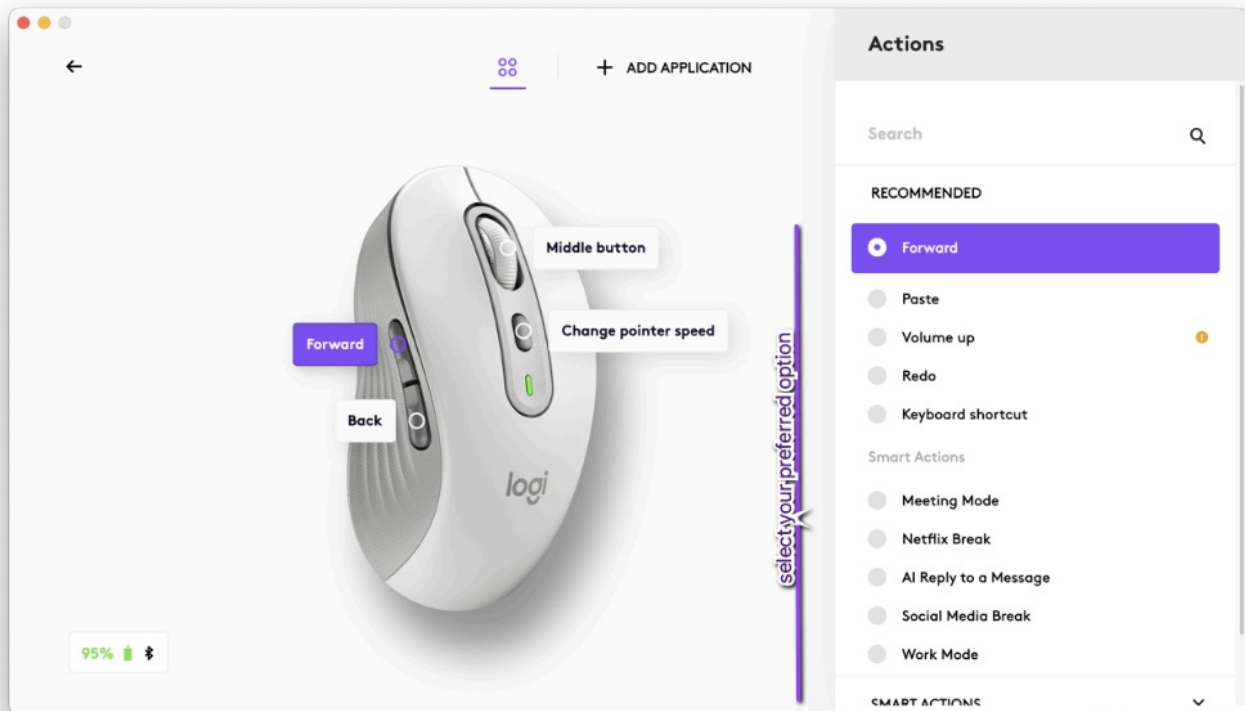 ADD APPLICATION
Middle button
Change pointer speed
Forward
Back
logi
95%
select your preferred option
Actions
Search
RECOMMENDED
Forward
Paste
Volume up
Redo
Keyboard shortcut
Smart Actions
Meeting Mode
Netflix Break
AI Reply to a Message
Social Media Break
Work Mode
SMART ACTIONS